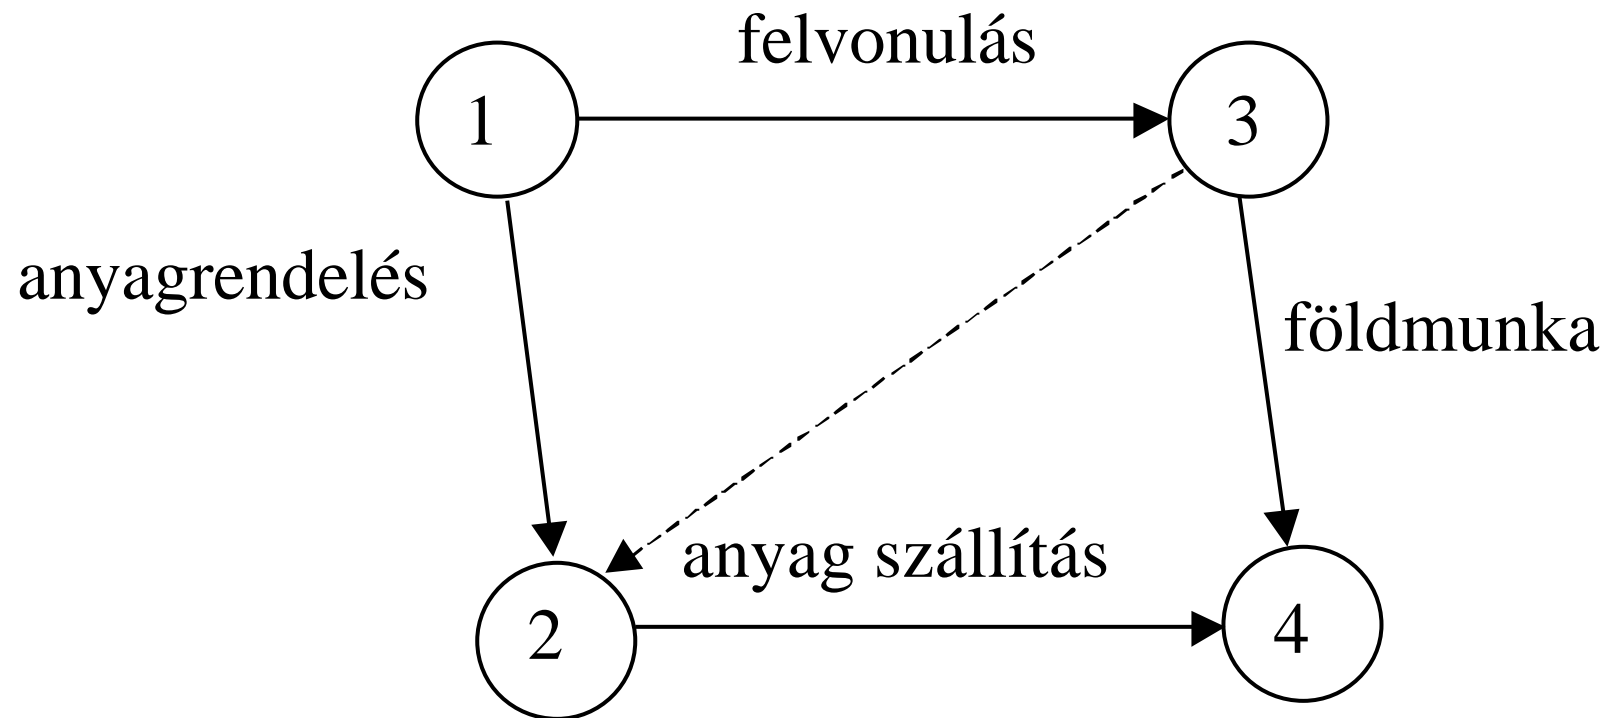 felvonulás
1
3
anyagrendelés
földmunka
anyag szállítás
2
4